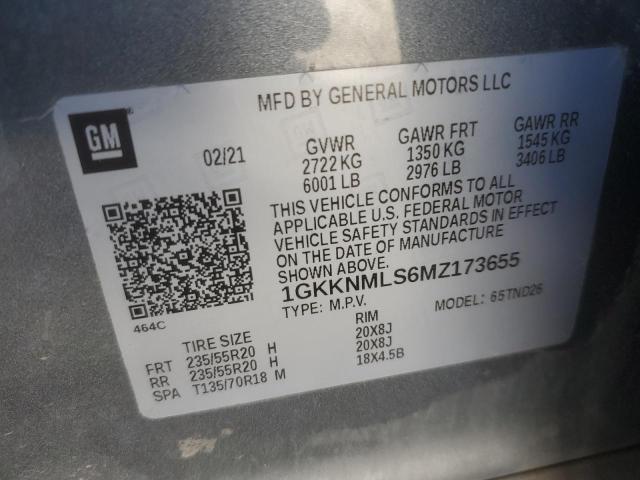 MFD BY GENERAL MOTORS LLC
GM
02/21 GVWR GAWR FRT GAWR RR
2722 KG 1350 KG 1545 KG
6001 LB 2976 LB 3406 LB
THIS VEHICLE CONFORMS TO ALL
APPLICABLE U.S. FEDERAL MOTOR
VEHICLE SAFETY STANDARDS IN EFFECT
ON THE DATE OF MANUFACTURE
SHOWN ABOVE.
1GKKNMLS6MZ173655
TYPE: M.P.V. MODEL: 65TND26
464C
TIRE SIZE RIM
FRT 235/55R20 H 20X8J
RR 235/55R20 H 20X8J
SPA T135/70R18 M 18X4.5B